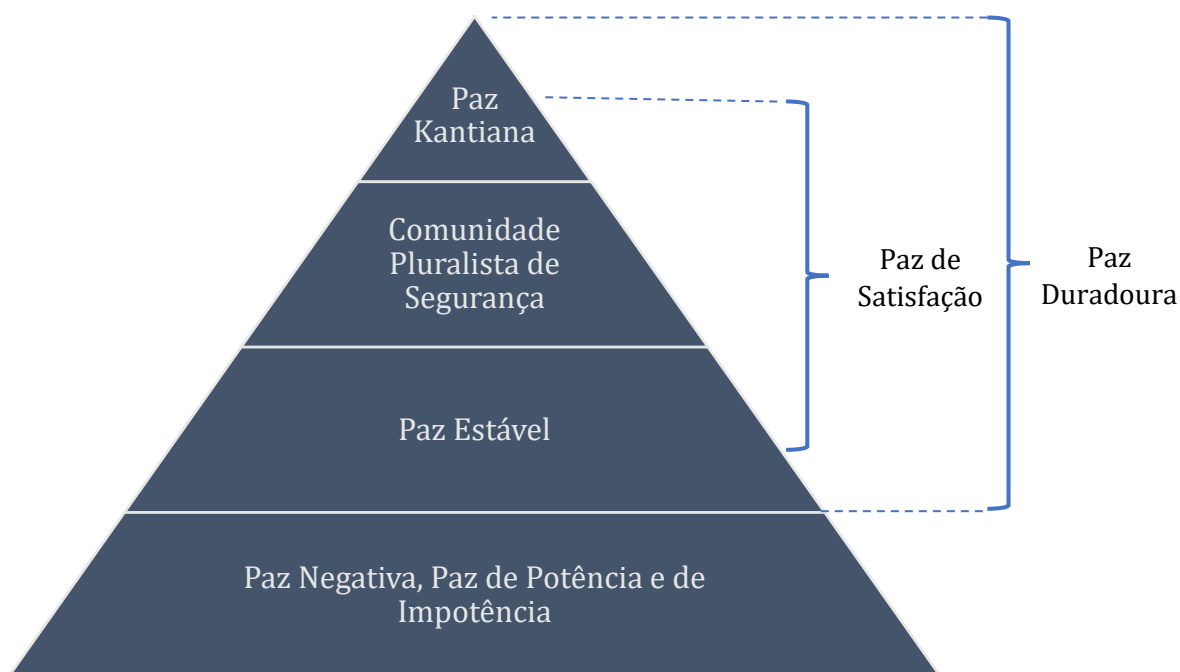 Paz
Kantiana
Comunidade
Pluralista de
Segurança
Paz de
Satisfação
Paz
Duradoura
Paz Estável
Paz Negativa, Paz de Potência e de
Impotência